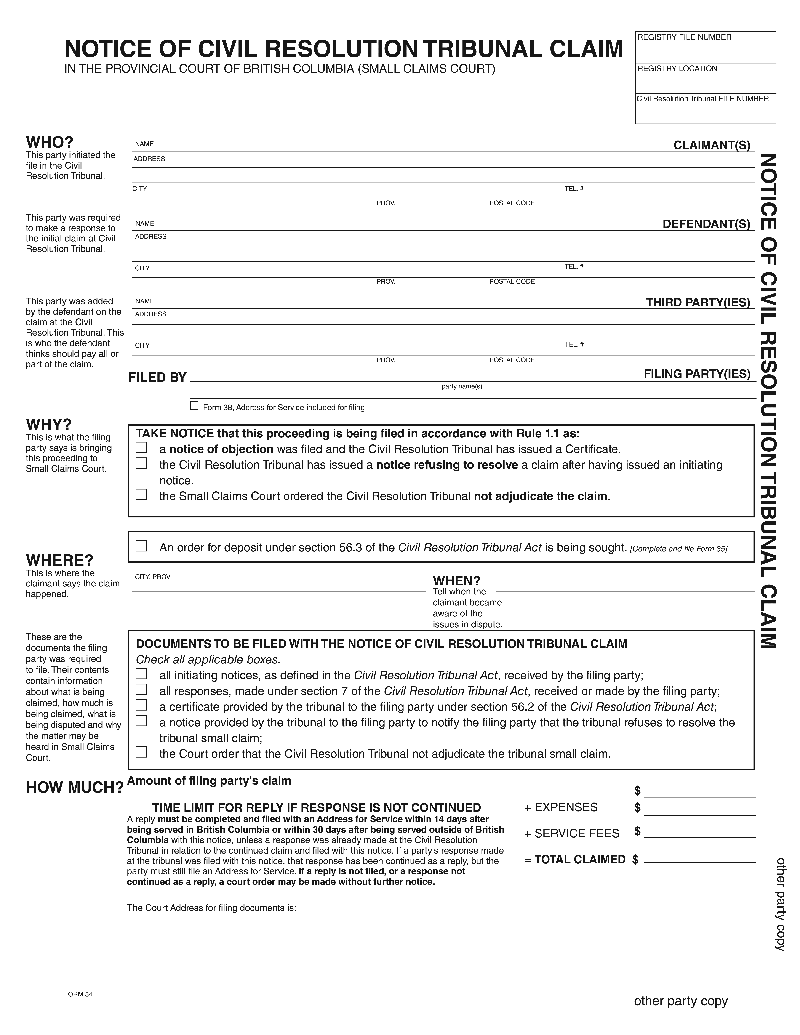 NOTICE OF CIVIL RESOLUTION TRIBUNAL CLAIM
IN THE PROVINCIAL COURT OF BRITISH COLUMBIA (SMALL CLAIMS COURT)
REGISTRY FILE NUMBER
REGISTRY LOCATION
Civil Resolution Tribunal FILE NUMBER
WHO?
This party initiated the
file in the Civil
Resolution Tribunal.
NAME
CLAIMANT(S)
ADDRESS
CITY
TEL. #
PROV.
POSTAL CODE
This party was required
to make a response to
the initial claim at Civil
Resolution Tribunal.
NAME
DEFENDANT(S)
ADDRESS
CITY
TEL. #
PROV.
POSTAL CODE
This party was added
by the defendant on the
claim at the Civil
Resolution Tribunal. This
is who the defendant
thinks should pay all or
part of the claim.
NAME
THIRD PARTY(IES)
ADDRESS
CITY
TEL. #
PROV.
POSTAL CODE
FILED BY
FILING PARTY(IES)
party name(s)
Form 38, Address for Service included for filing
WHY?
This is what the filing
party says is bringing
this proceeding to
Small Claims Court.
TAKE NOTICE that this proceeding is being filed in accordance with Rule 1.1 as:
a notice of objection was filed and the Civil Resolution Tribunal has issued a Certificate.
the Civil Resolution Tribunal has issued a notice refusing to resolve a claim after having issued an initiating
notice.
the Small Claims Court ordered the Civil Resolution Tribunal not adjudicate the claim.
An order for deposit under section 56.3 of the Civil Resolution Tribunal Act is being sought. [Complete and file Form 35]
WHERE?
This is where the
claimant says the claim
happened.
CITY, PROV.
WHEN?
Tell when the
claimant became
aware of the
issues in dispute.
These are the
documents the filing
party was required
to file. Their contents
contain information
about what is being
claimed, how much is
being claimed, what is
being disputed and why
the matter may be
heard in Small Claims
Court.
DOCUMENTS TO BE FILED WITH THE NOTICE OF CIVIL RESOLUTION TRIBUNAL CLAIM
Check all applicable boxes.
all initiating notices, as defined in the Civil Resolution Tribunal Act, received by the filing party;
all responses, made under section 7 of the Civil Resolution Tribunal Act, received or made by the filing party;
a certificate provided by the tribunal to the filing party under section 56.2 of the Civil Resolution Tribunal Act;
a notice provided by the tribunal to the filing party to notify the filing party that the tribunal refuses to resolve the
tribunal small claim;
the Court order that the Civil Resolution Tribunal not adjudicate the tribunal small claim.
HOW MUCH?
Amount of filing party's claim
$
TIME LIMIT FOR REPLY IF RESPONSE IS NOT CONTINUED
A reply must be completed and filed with an Address for Service within 14 days after
being served in British Columbia or within 30 days after being served outside of British
Columbia with this notice, unless a response was already made at the Civil Resolution
Tribunal in relation to the continued claim and filed with this notice. If a party's response made
at the tribunal was filed with this notice, that response has been continued as a reply, but the
party must still file an Address for Service. If a reply is not filed, or a response not
continued as a reply, a court order may be made without further notice.
+ EXPENSES $
+ SERVICE FEES $
= TOTAL CLAIMED $
The Court Address for filing documents is:
NOTICE OF CIVIL RESOLUTION TRIBUNAL CLAIM
other party copy
other party copy